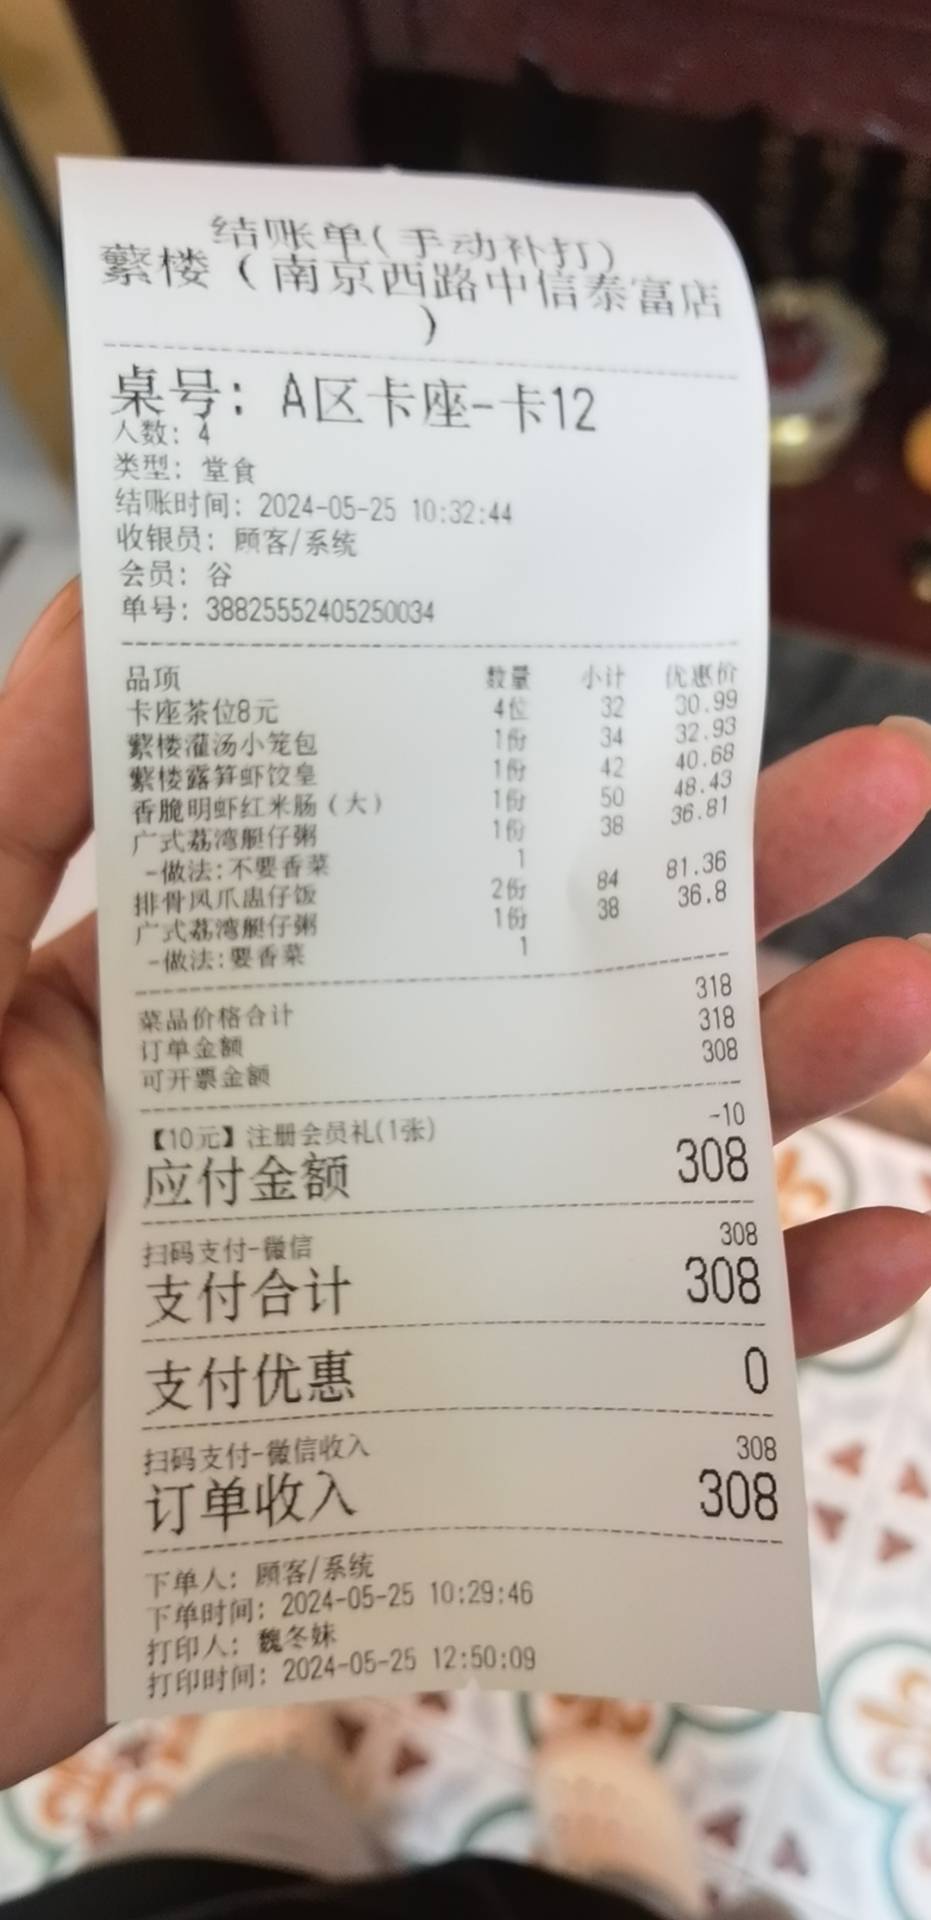 结账单(手动补打)
蘩楼（南京西路中信泰富店
）
桌号: A区卡座-卡12
人数: 4
类型: 堂食
结账时间: 2024-05-25 10:32:44
收银员: 顾客/系统
会员: 谷
单号: 38825552405250034
品项 数量 小计 优惠价
卡座茶位8元 4位 32 30.99
蘩楼灌汤小笼包 1份 34 32.93
蘩楼露笋虾饺皇 1份 42 40.68
香脆明虾红米肠（大） 1份 50 48.43
广式荔湾艇仔粥 1份 38 36.81
-做法:不要香菜 1
排骨凤爪盅仔饭 2份 84 81.36
广式荔湾艇仔粥 1份 38 36.8
-做法:要香菜 1
菜品价格合计 318
订单金额 318
可开票金额 308
【10元】注册会员礼(1张) -10
应付金额 308
扫码支付-微信 308
支付合计 308
支付优惠 0
扫码支付-微信收入 308
订单收入 308
下单人: 顾客/系统
下单时间: 2024-05-25 10:29:46
打印人: 魏冬妹
打印时间: 2024-05-25 12:50:09